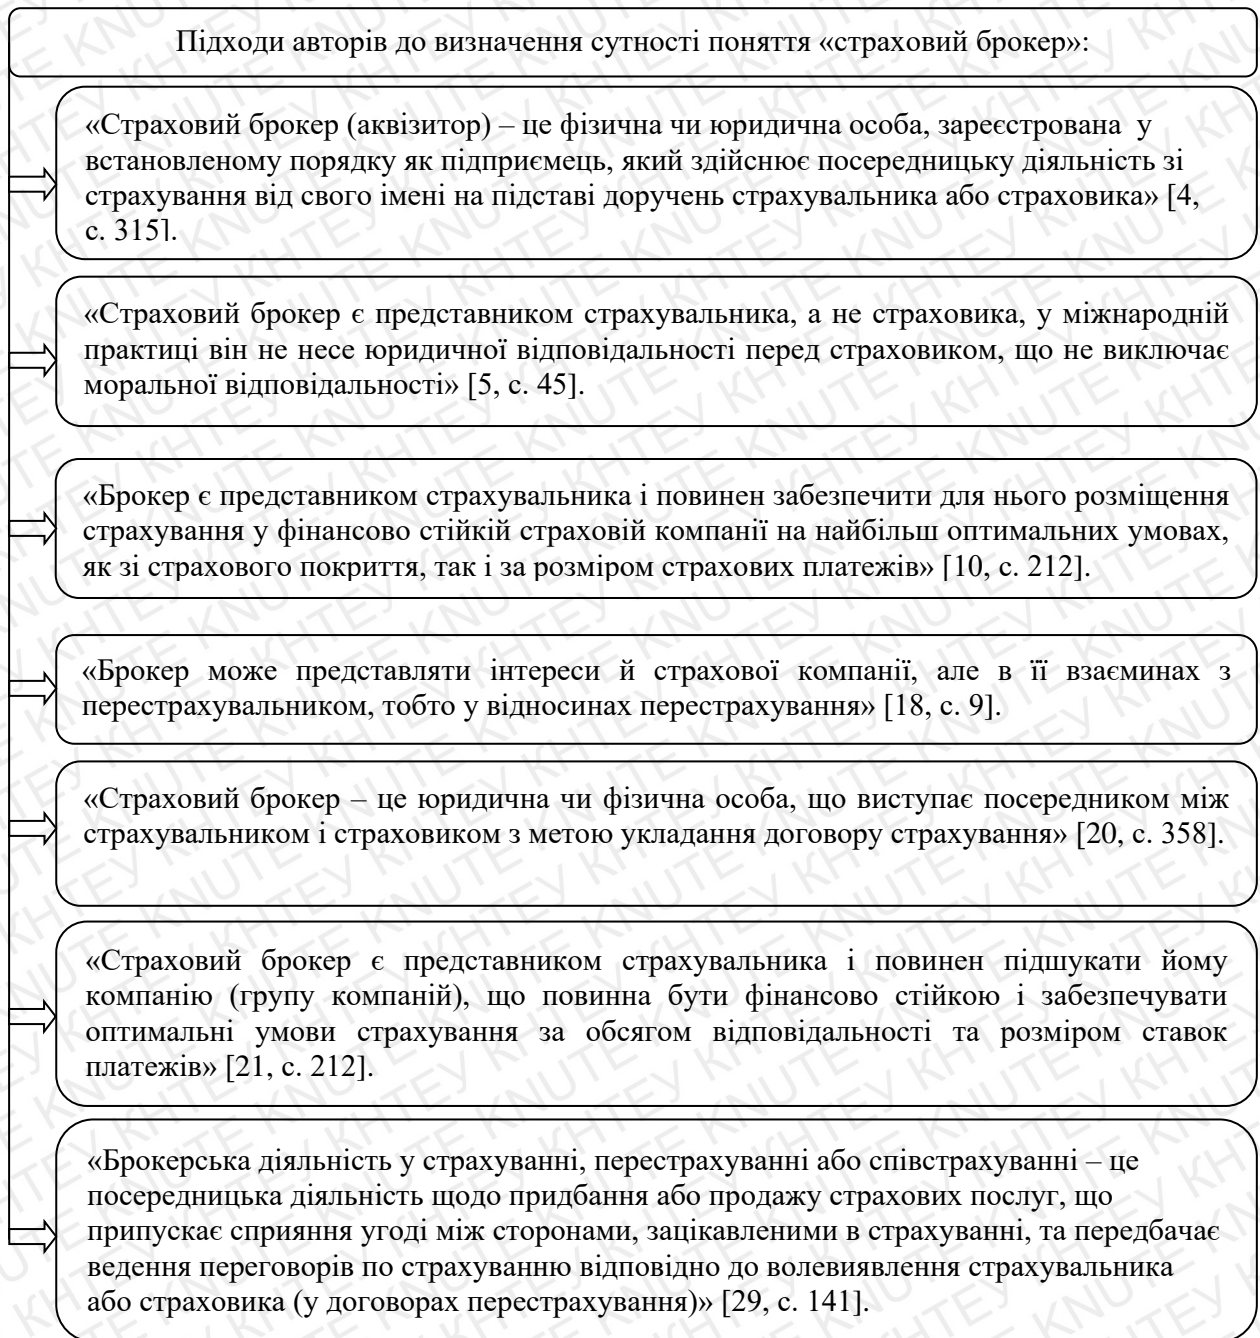 Підходи авторів до визначення сутності поняття «страховий брокер»:
«Страховий брокер (аквізитор) – це фізична чи юридична особа, зареєстрована у
встановленому порядку як підприємець, який здійснює посередницьку діяльність зі
страхування від свого імені на підставі доручень страхувальника або страховика» [4,
с. 315].
«Страховий брокер є представником страхувальника, а не страховика, у міжнародній
практиці він не несе юридичної відповідальності перед страховиком, що не виключає
моральної відповідальності» [5, с. 45].
«Брокер є представником страхувальника і повинен забезпечити для нього розміщення
страхування у фінансово стійкій страховій компанії на найбільш оптимальних умовах,
як зі страхового покриття, так і за розміром страхових платежів» [10, с. 212].
«Брокер може представляти інтереси й страхової компанії, але в її взаєминах з
перестрахувальником, тобто у відносинах перестрахування» [18, с. 9].
«Страховий брокер – це юридична чи фізична особа, що виступає посередником між
страхувальником і страховиком з метою укладання договору страхування» [20, с. 358].
«Страховий брокер є представником страхувальника і повинен підшукати йому
компанію (групу компаній), що повинна бути фінансово стійкою і забезпечувати
оптимальні умови страхування за обсягом відповідальності та розміром ставок
платежів» [21, с. 212].
«Брокерська діяльність у страхуванні, перестрахуванні або співстрахуванні – це
посередницька діяльність щодо придбання або продажу страхових послуг, що
припускає сприяння угоді між сторонами, зацікавленими в страхуванні, та передбачає
ведення переговорів по страхуванню відповідно до волевиявлення страхувальника
або страховика (у договорах перестрахування)» [29, с. 141].